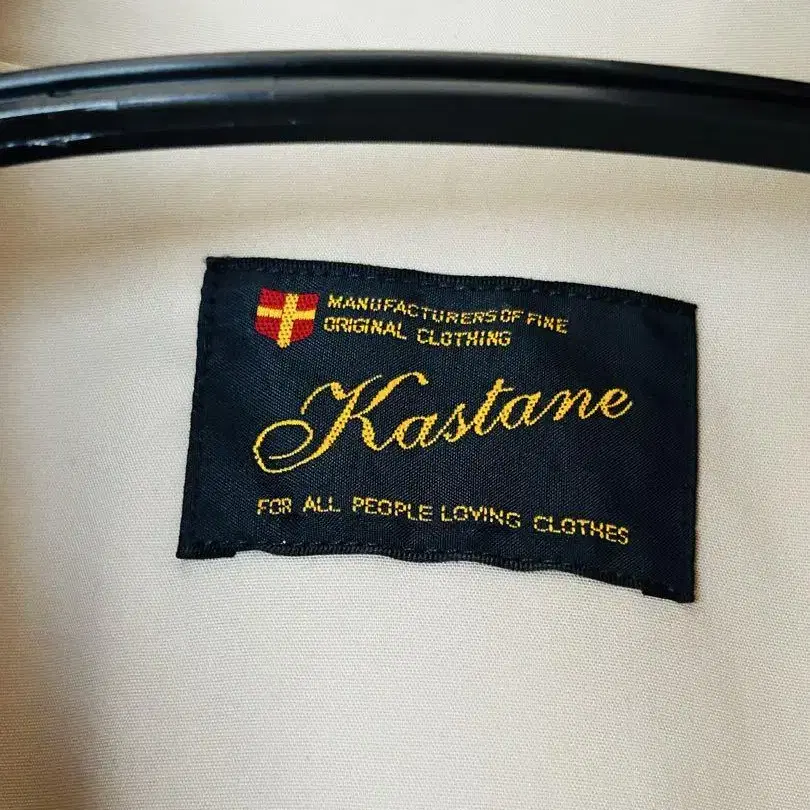 MANUFACTURERS OF FINE
ORIGINAL CLOTHING
Kastane
FOR ALL PEOPLE LOVING CLOTHES